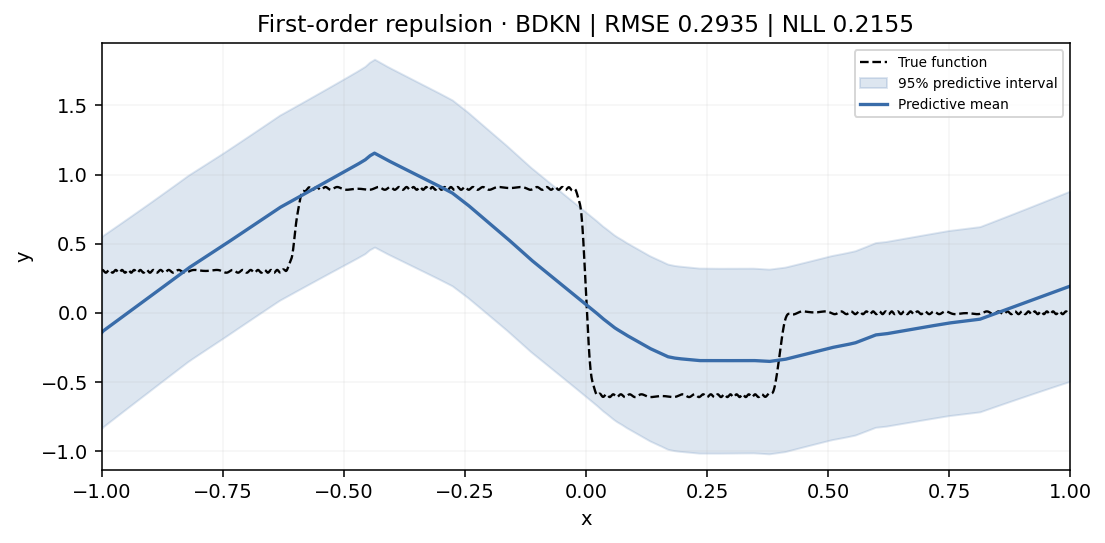 First-order repulsion · BDKN | RMSE 0.2935 | NLL 0.2155
True function
95% predictive interval
Predictive mean
y
1.5
1.0
0.5
0.0
−0.5
−1.0
−1.00 −0.75 −0.50 −0.25 0.00 0.25 0.50 0.75 1.00
x